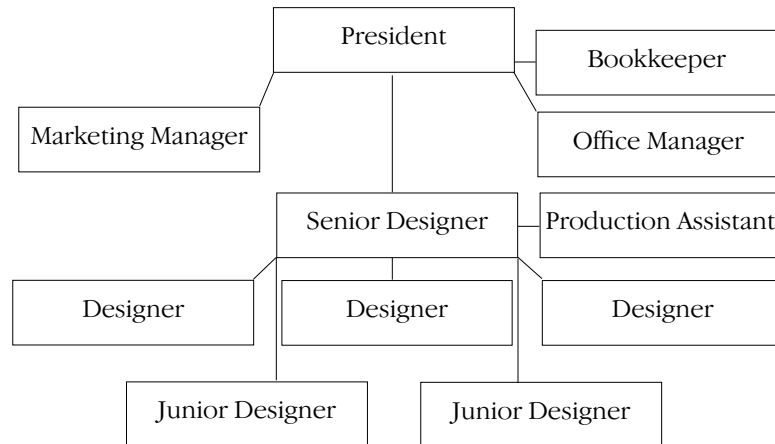 President
Bookkeeper
Marketing Manager
Office Manager
Senior Designer
Production Assistant
Designer
Designer
Designer
Junior Designer
Junior Designer